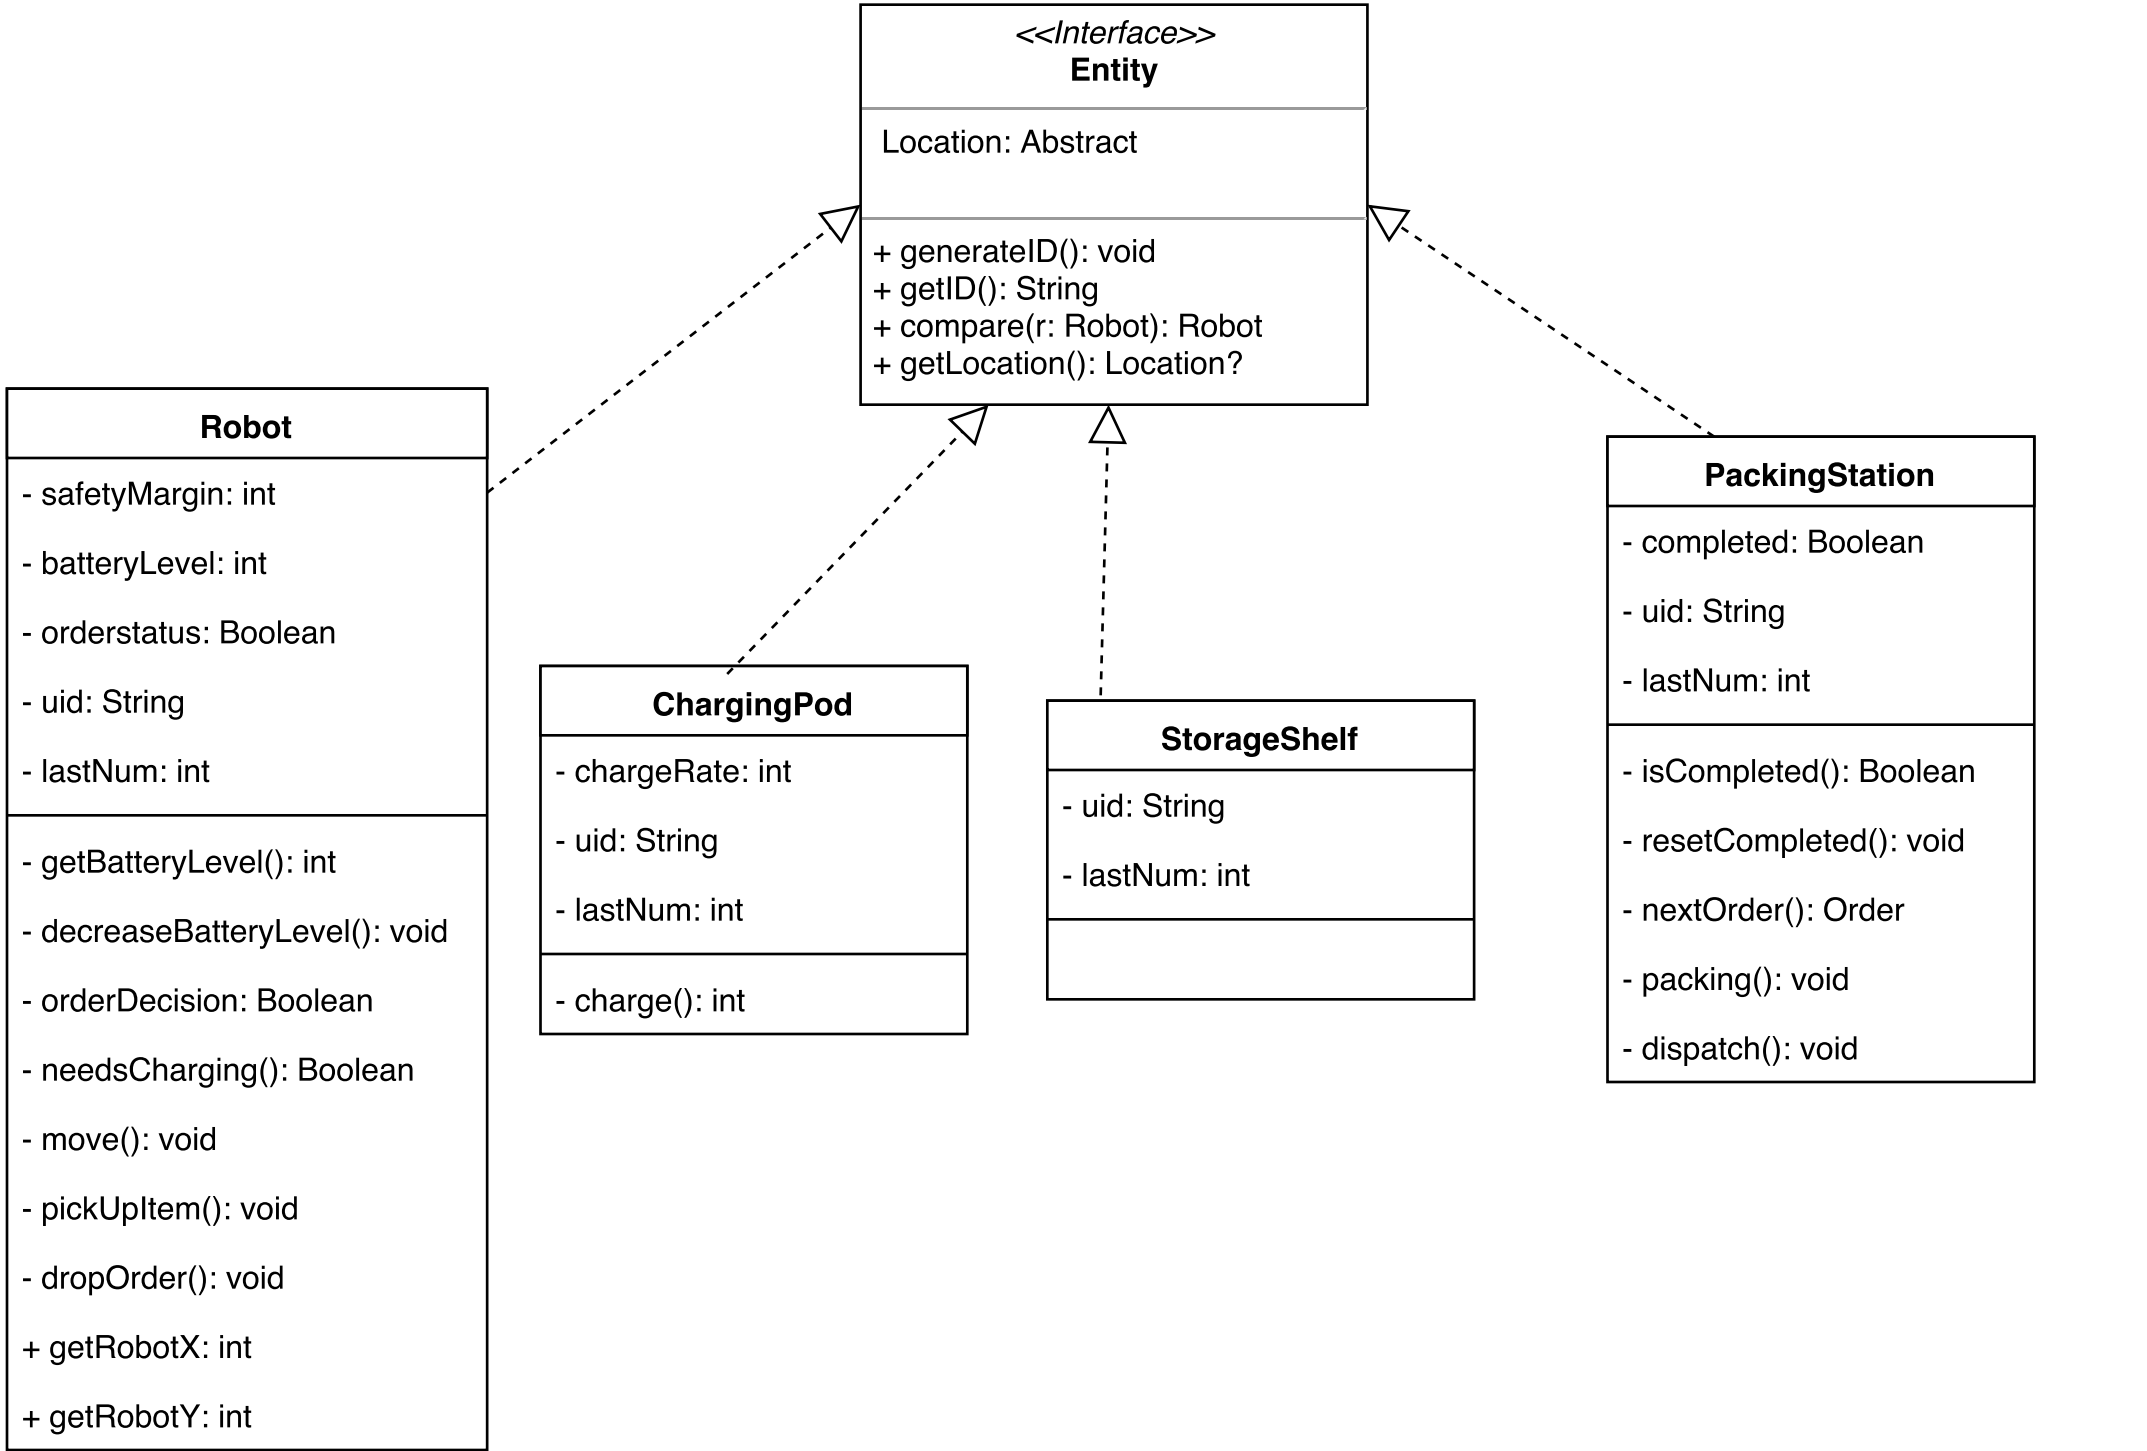 <<Interface>>
Entity
Location: Abstract
+ generateID(): void
+ getID(): String
+ compare(r: Robot): Robot
+ getLocation(): Location?
Robot
- safetyMargin: int
- batteryLevel: int
- orderstatus: Boolean
- uid: String
- lastNum: int
- getBatteryLevel(): int
- decreaseBatteryLevel(): void
- orderDecision: Boolean
- needsCharging(): Boolean
- move(): void
- pickUpItem(): void
- dropOrder(): void
+ getRobotX: int
+ getRobotY: int
ChargingPod
- chargeRate: int
- uid: String
- lastNum: int
- charge(): int
StorageShelf
- uid: String
- lastNum: int
PackingStation
- completed: Boolean
- uid: String
- lastNum: int
- isCompleted(): Boolean
- resetCompleted(): void
- nextOrder(): Order
- packing(): void
- dispatch(): void